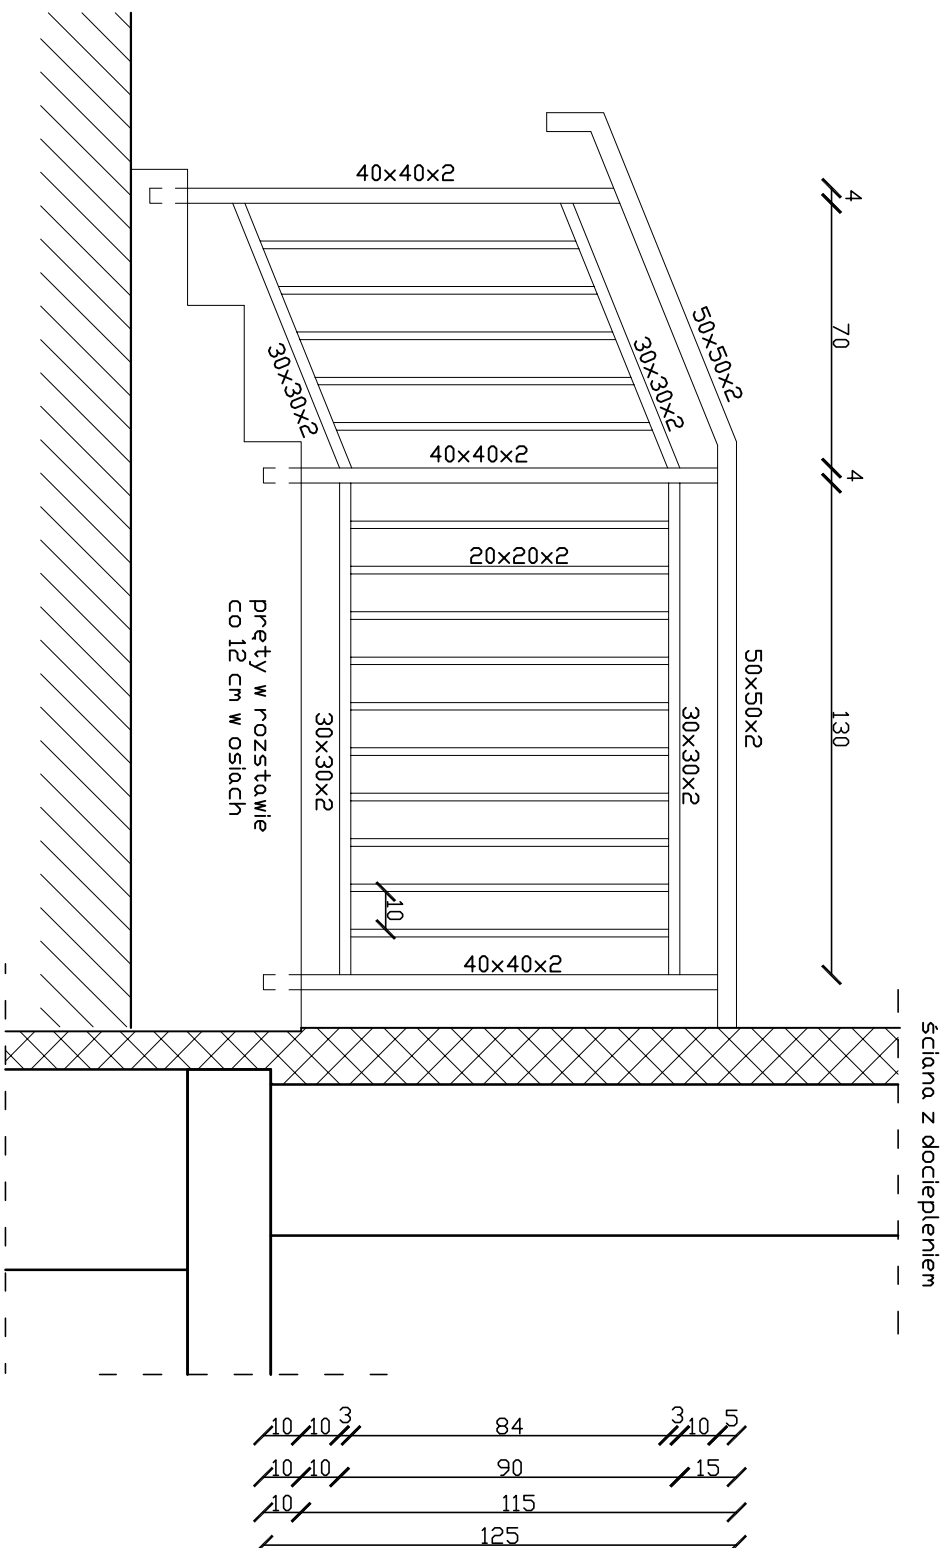 ściana z dociepleniem
4
70
4
130
50x50x2
50x50x2
30x30x2
30x30x2
40x40x2
40x40x2
20x20x2
10
40x40x2
30x30x2
30x30x2
pręty w rozstawie
co 12 cm w osiach
10 10 3 84 3 10 5
10 10 90 15
10 115
125